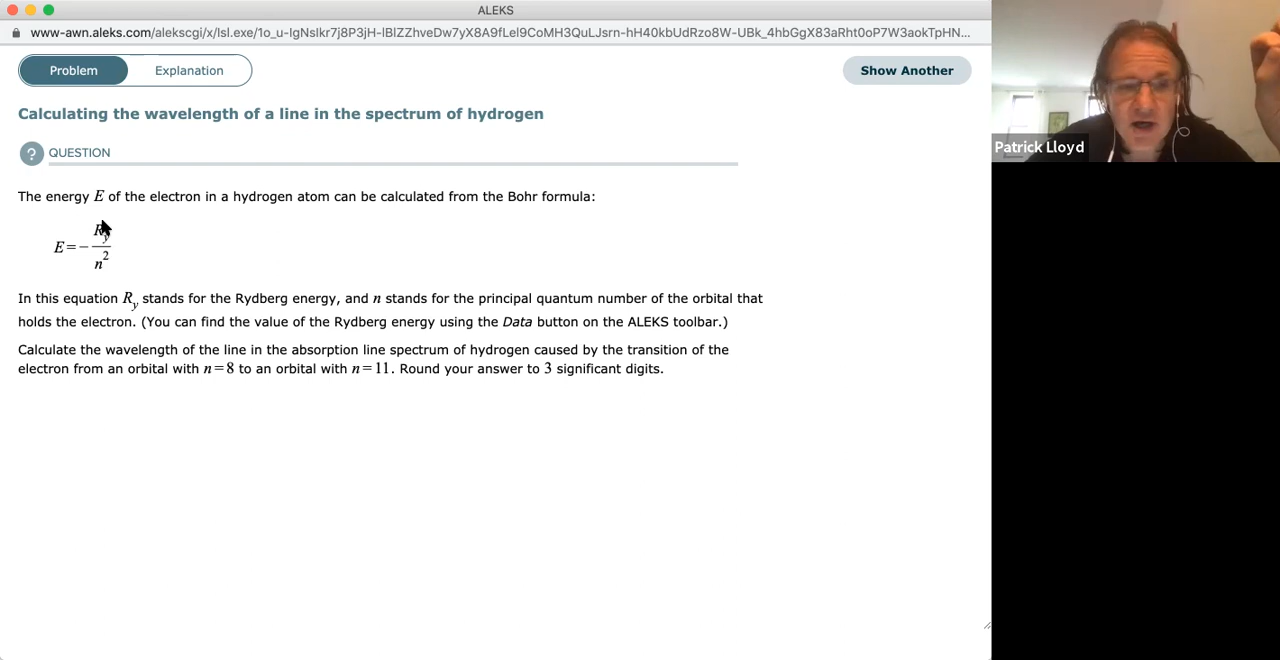 ALEKS
www-awn.aleks.com/alekscgi/x/Isl.exe/1o_u-IgNsIkr7j8P3jH-IBlZZhveDw7yX8A9fLeI9CoMH3QuLJsrn-hH40kbUdRzo8W-UBk_4hbGgX83aRht0oP7W3aokTpHN...
Problem
Explanation
Show Another
Calculating the wavelength of a line in the spectrum of hydrogen
? QUESTION
The energy E of the electron in a hydrogen atom can be calculated from the Bohr formula:
E=−
R
y
n
2
In this equation Ry stands for the Rydberg energy, and n stands for the principal quantum number of the orbital that
holds the electron. (You can find the value of the Rydberg energy using the Data button on the ALEKS toolbar.)
Calculate the wavelength of the line in the absorption line spectrum of hydrogen caused by the transition of the
electron from an orbital with n=8 to an orbital with n=11. Round your answer to 3 significant digits.
Patrick Lloyd